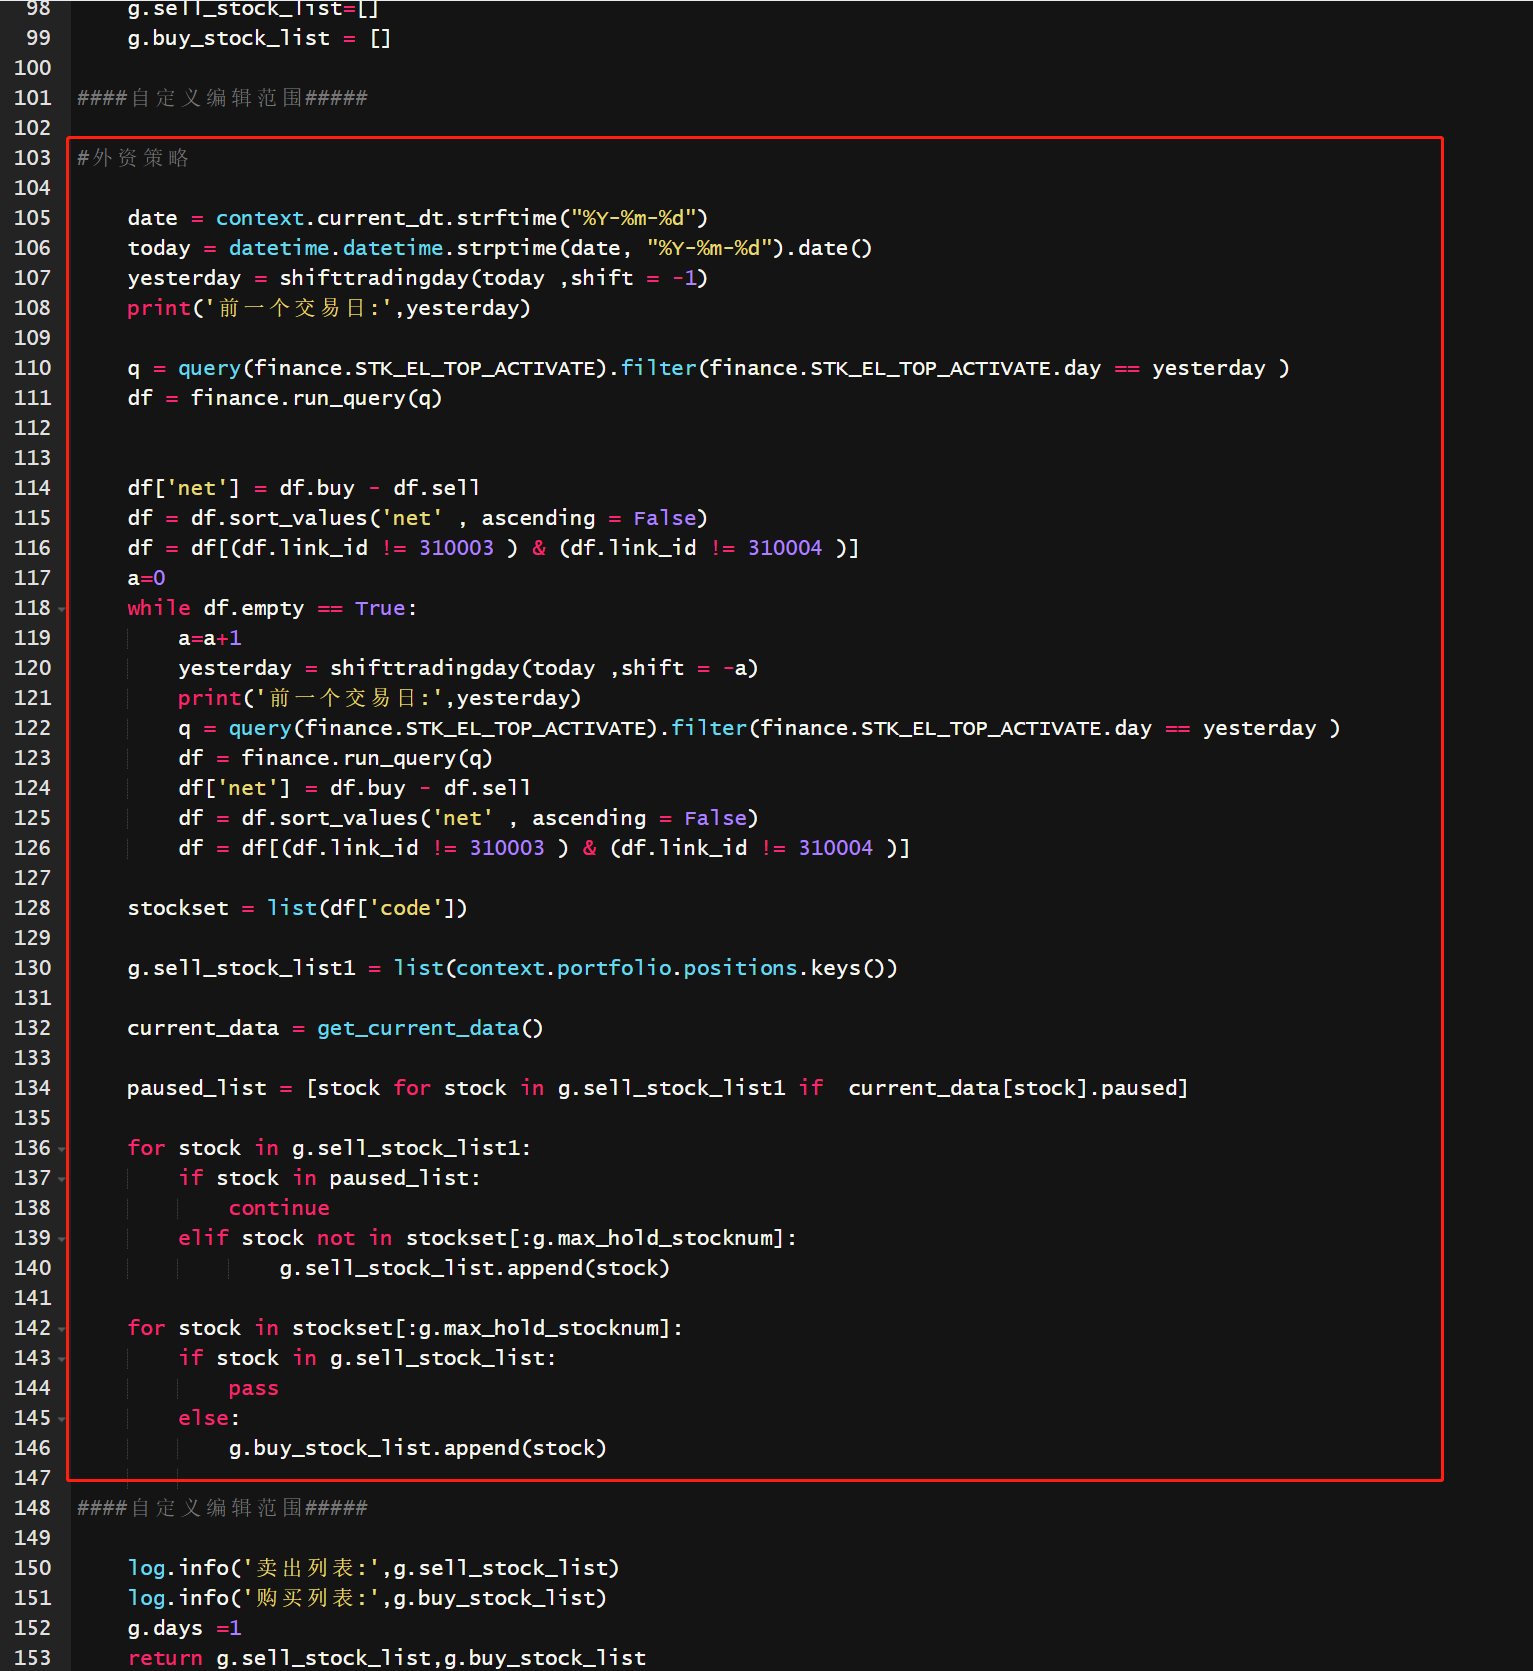 98 g.sell_stock_list=[]
99 g.buy_stock_list = []
100
101 ####自定义编辑范围#####
102
103 #外资策略
104
105 date = context.current_dt.strftime("%Y-%m-%d")
106 today = datetime.datetime.strptime(date, "%Y-%m-%d").date()
107 yesterday = shifttradingday(today ,shift = -1)
108 print('前一个交易日:',yesterday)
109
110 q = query(finance.STK_EL_TOP_ACTIVATE).filter(finance.STK_EL_TOP_ACTIVATE.day == yesterday )
111 df = finance.run_query(q)
112
113
114 df['net'] = df.buy - df.sell
115 df = df.sort_values('net' , ascending = False)
116 df = df[(df.link_id != 310003 ) & (df.link_id != 310004 )]
117 a=0
118 while df.empty == True:
119 a=a+1
120 yesterday = shifttradingday(today ,shift = -a)
121 print('前一个交易日:',yesterday)
122 q = query(finance.STK_EL_TOP_ACTIVATE).filter(finance.STK_EL_TOP_ACTIVATE.day == yesterday )
123 df = finance.run_query(q)
124 df['net'] = df.buy - df.sell
125 df = df.sort_values('net' , ascending = False)
126 df = df[(df.link_id != 310003 ) & (df.link_id != 310004 )]
127
128 stockset = list(df['code'])
129
130 g.sell_stock_list1 = list(context.portfolio.positions.keys())
131
132 current_data = get_current_data()
133
134 paused_list = [stock for stock in g.sell_stock_list1 if  current_data[stock].paused]
135
136 for stock in g.sell_stock_list1:
137 if stock in paused_list:
138 continue
139 elif stock not in stockset[:g.max_hold_stocknum]:
140 g.sell_stock_list.append(stock)
141
142 for stock in stockset[:g.max_hold_stocknum]:
143 if stock in g.sell_stock_list:
144 pass
145 else:
146 g.buy_stock_list.append(stock)
147
148 ####自定义编辑范围#####
149
150 log.info('卖出列表:',g.sell_stock_list)
151 log.info('购买列表:',g.buy_stock_list)
152 g.days =1
153 return g.sell_stock_list,g.buy_stock_list